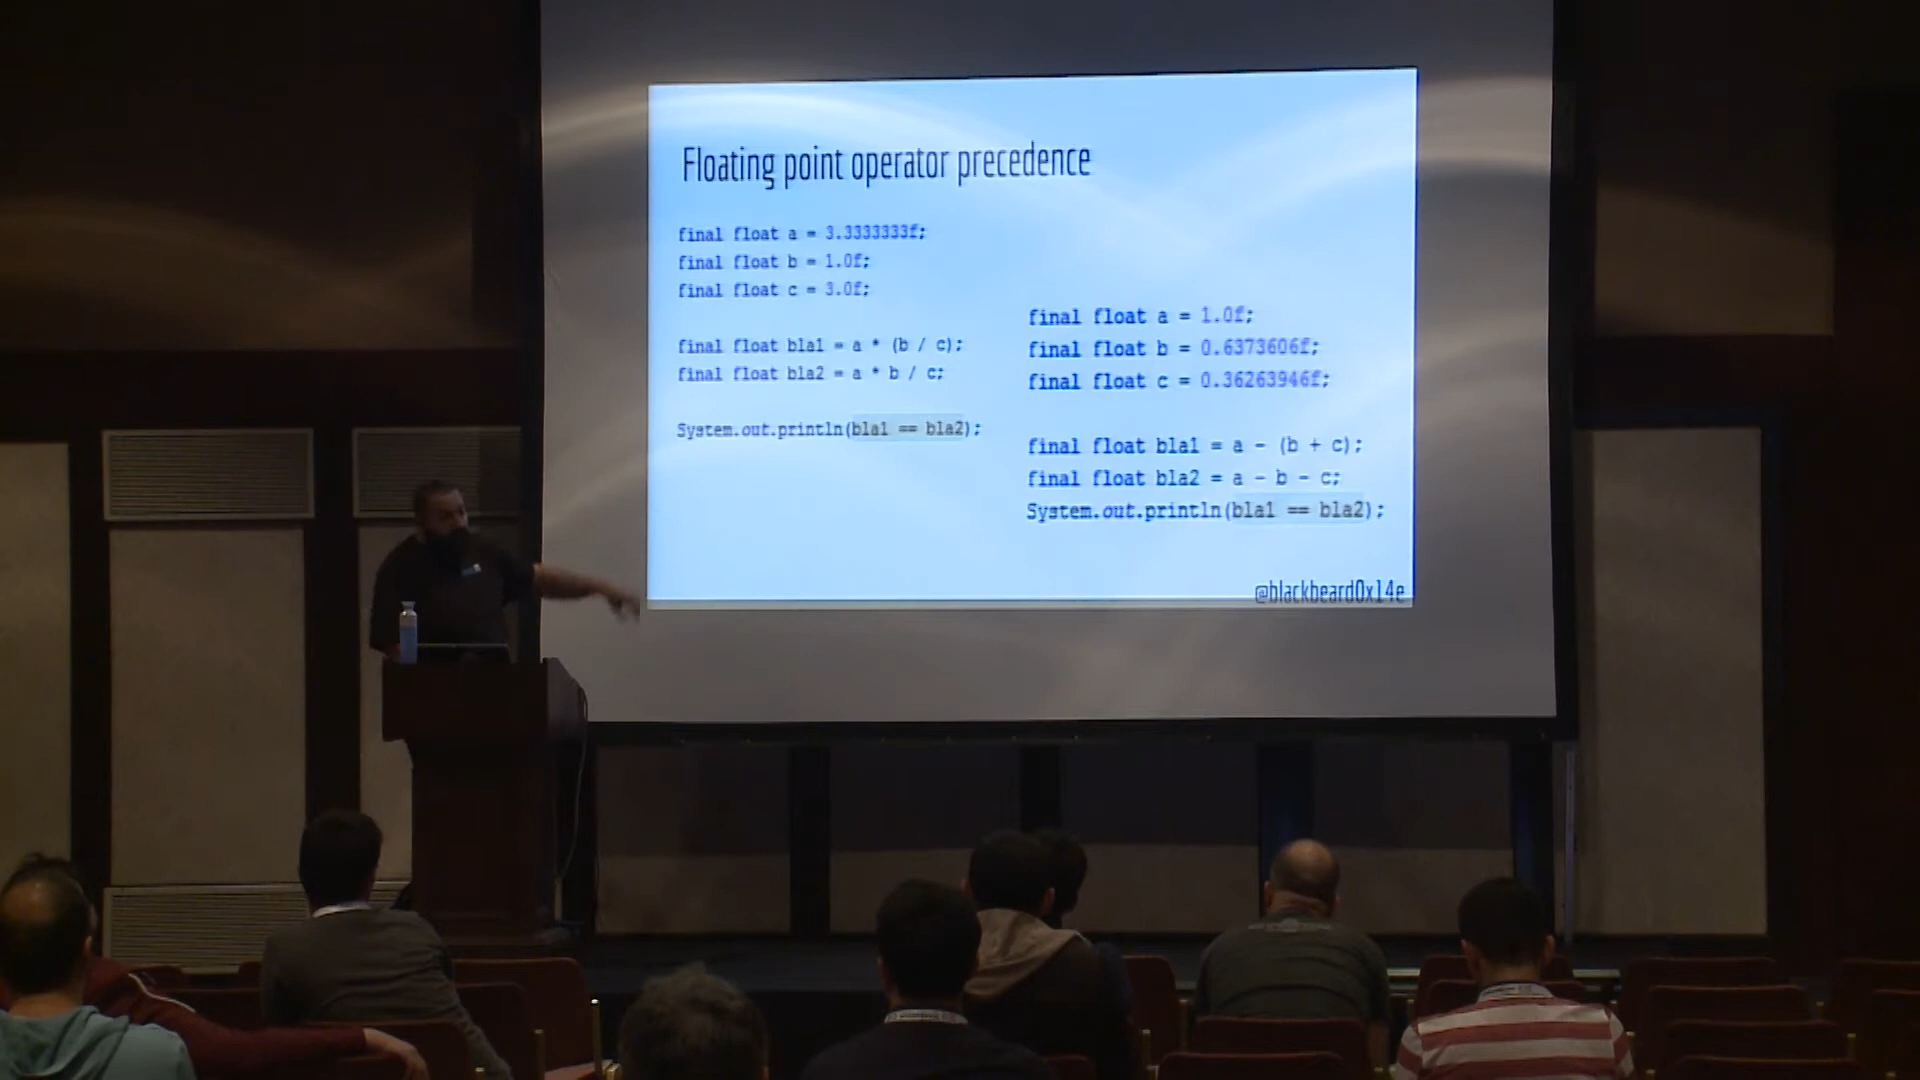 Floating point operator precedence
final float a = 3.3333333f;
final float b = 1.0f;
final float c = 3.0f;
final float bla1 = a * (b / c);
final float bla2 = a * b / c;
System.out.println(bla1 == bla2);
final float a = 1.0f;
final float b = 0.6373606f;
final float c = 0.36263946f;
final float bla1 = a - (b + c);
final float bla2 = a - b - c;
System.out.println(bla1 == bla2);
@blackbeard0x14e